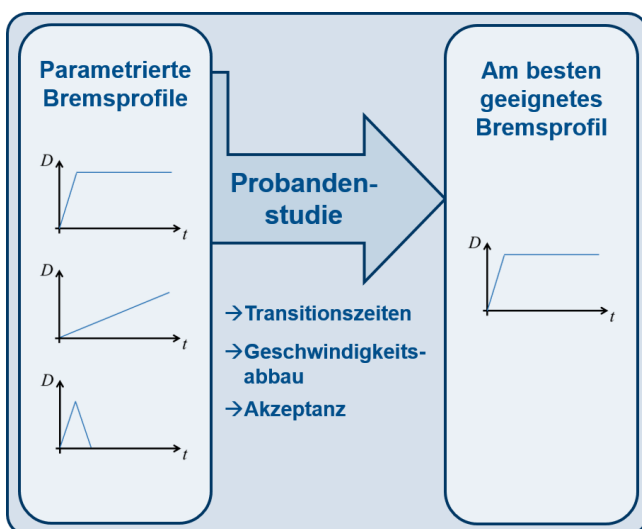 Parametrierte
Bremsprofile
D
t
D
t
D
t
Probanden-
studie
→Transitionszeiten
→Geschwindigkeits-
abbau
→Akzeptanz
Am besten
geeignetes
Bremsprofil
D
t